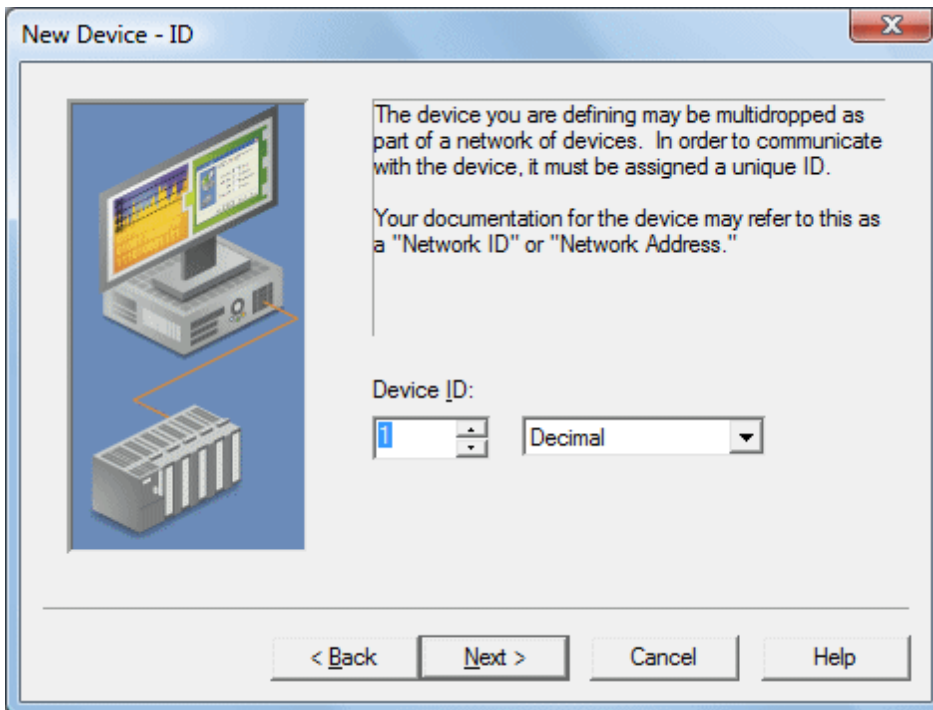 New Device - ID
The device you are defining may be multidropped as
part of a network of devices.  In order to communicate
with the device, it must be assigned a unique ID.
Your documentation for the device may refer to this as
a "Network ID" or "Network Address."
Device ID:
1 Decimal
< Back Next > Cancel Help